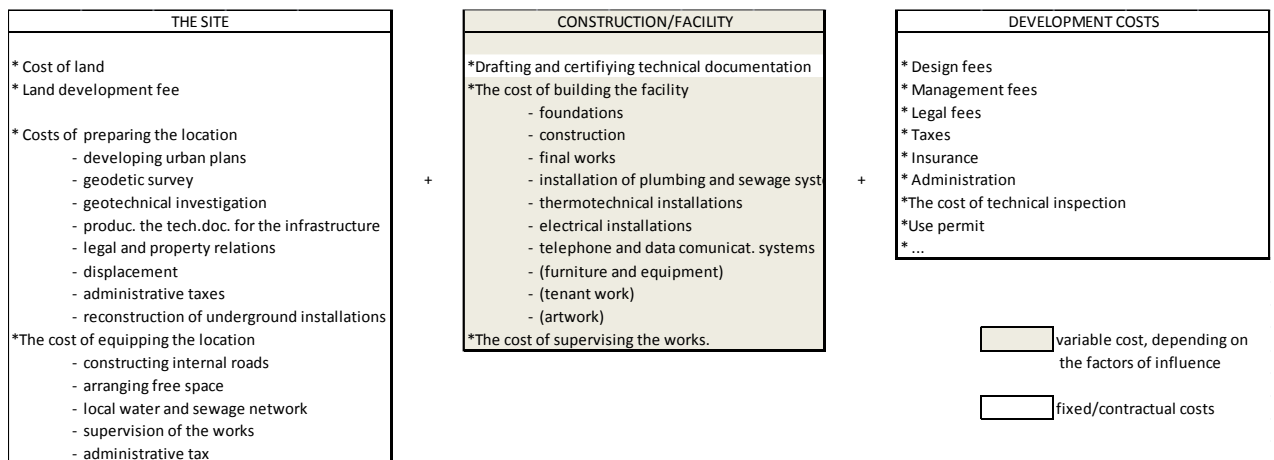 THE SITE
* Cost of land
* Land development fee
* Costs of preparing the location
- developing urban plans
- geodetic survey
- geotechnical investigation
- produc. the tech.doc. for the infrastructure
- legal and property relations
- displacement
- administrative taxes
- reconstruction of underground installations
*The cost of equipping the location
- constructing internal roads
- arranging free space
- local water and sewage network
- supervision of the works
- administrative tax
+
CONSTRUCTION/FACILITY
*Drafting and certifiying technical documentation
*The cost of building the facility
- foundations
- construction
- final works
- installation of plumbing and sewage syst
- thermotechnical installations
- electrical installations
- telephone and data comunicat. systems
- (furniture and equipment)
- (tenant work)
- (artwork)
*The cost of supervising the works.
+
DEVELOPMENT COSTS
* Design fees
* Management fees
* Legal fees
* Taxes
* Insurance
* Administration
*The cost of technical inspection
*Use permit
* ...
variable cost, depending on
the factors of influence
fixed/contractual costs